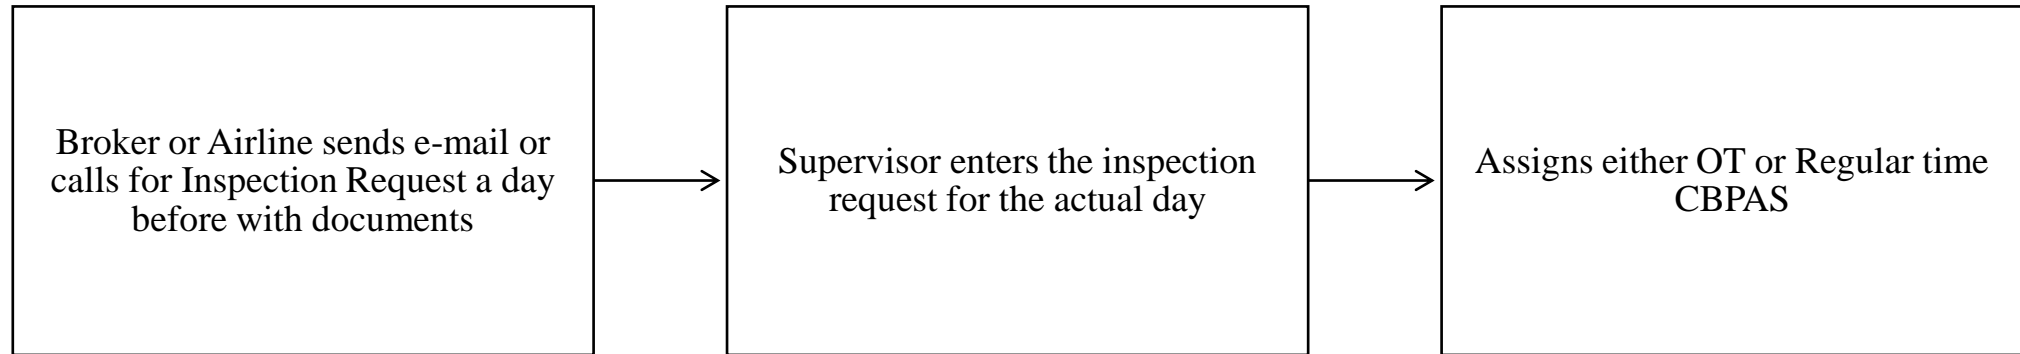 Broker or Airline sends e-mail or
calls for Inspection Request a day
before with documents
Supervisor enters the inspection
request for the actual day
Assigns either OT or Regular time
CBPAS